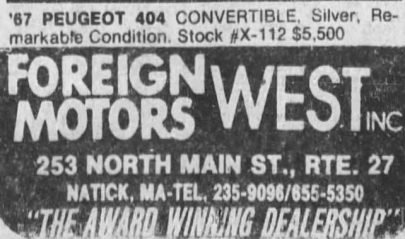 '67 PEUGEOT 404 CONVERTIBLE, Silver, Re-
markable Condition. Stock #X-112 $5,500
FOREIGN
MOTORS WEST INC
253 NORTH MAIN ST., RTE. 27
NATICK, MA-TEL, 235-9096/655-5350
"THE AWARD WINNING DEALERSHIP"